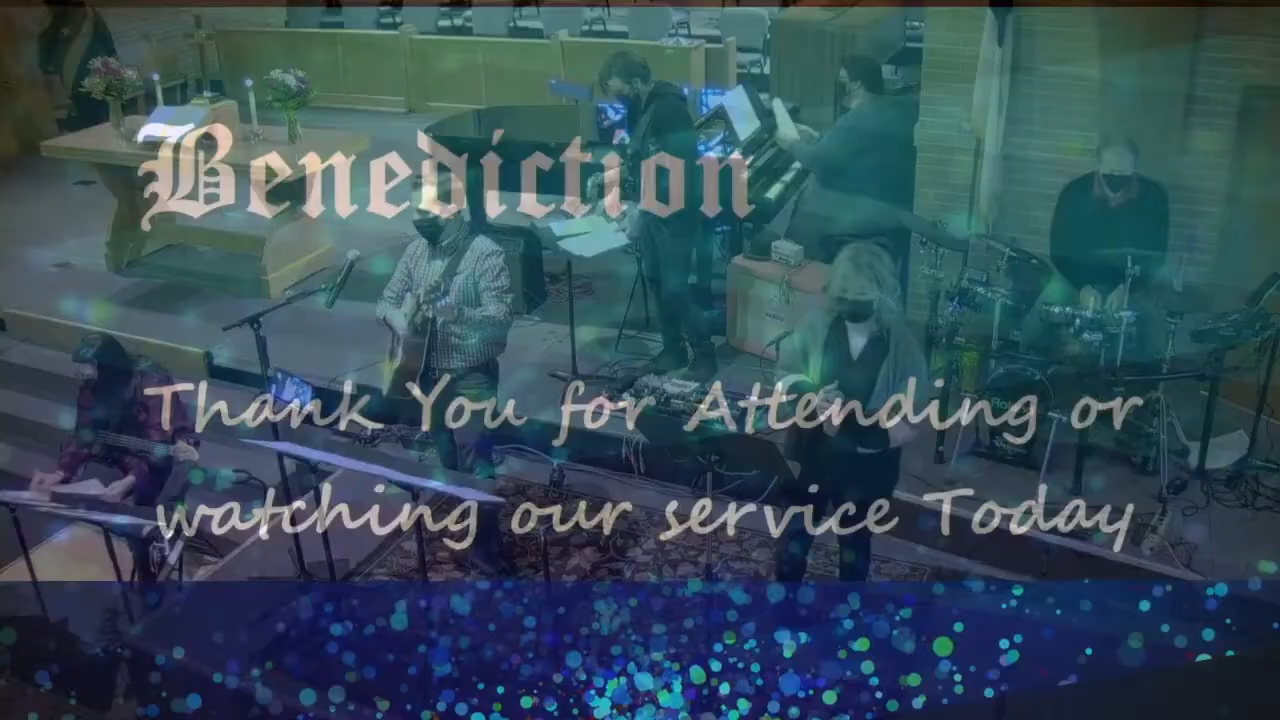 Benediction
Thank You for Attending or
watching our service Today